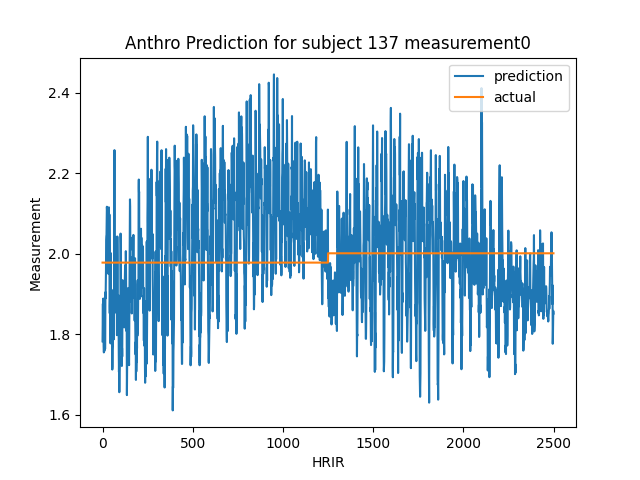 Anthro Prediction for subject 137 measurement0
prediction
actual
Measurement
2.4
2.2
2.0
1.8
1.6
0 500 1000 1500 2000 2500
HRIR